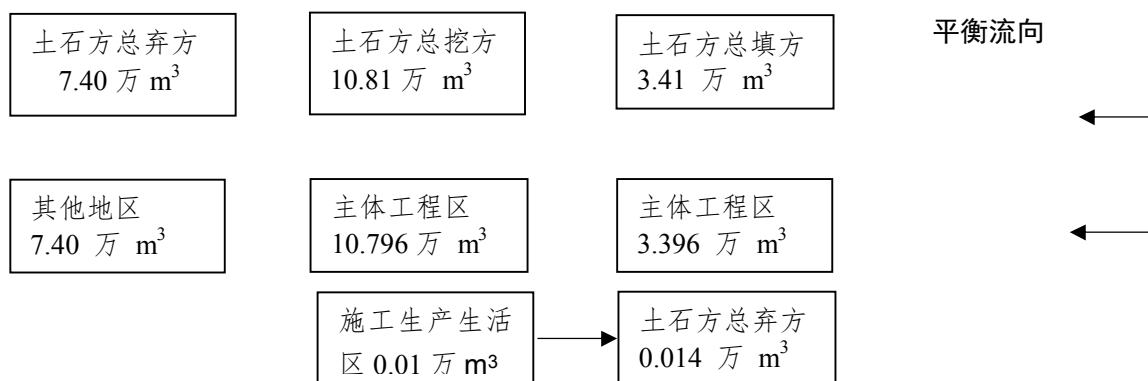 土石方总弃方
7.40 万 m³
土石方总挖方
10.81 万 m³
土石方总填方
3.41 万 m³
平衡流向
其他地区
7.40 万 m³
主体工程区
10.796 万 m³
主体工程区
3.396 万 m³
施工生产生活
区 0.01 万 m³
土石方总弃方
0.014 万 m³